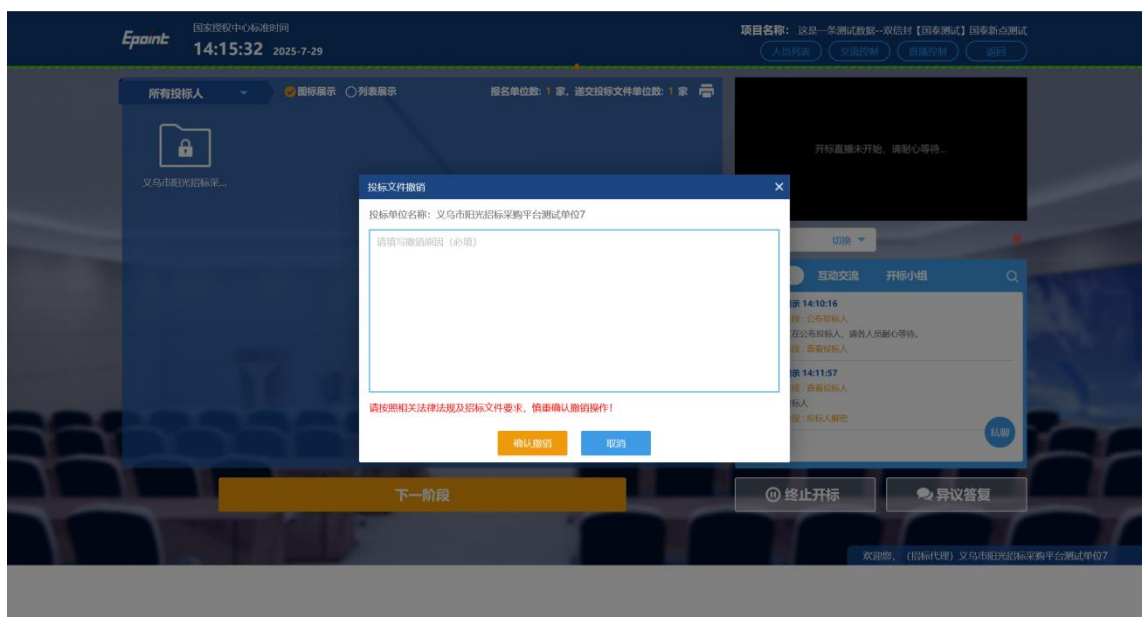 Epoint
国家授权中心标准时间
14:15:32 2025-7-29
项目名称：这是一条测试数据--双信封【国泰测试】国泰新点测试
人员列表 交流控制 直播控制 返回
所有投标人 图标展示 列表展示 报名单位数：1 家，递交投标文件单位数：1 家
开标直播未开始，请耐心等待...
义乌市阳光招标采...
投标文件撤销
投标单位名称：义乌市阳光招标采购平台测试单位7
请填写撤销原因（必填）
请按照相关法律法规及招标文件要求，慎重确认撤销操作！
确认撤销 取消
切换
互动交流 开标小组
14:10:16
：公布投标人
在公布投标人，请各人员耐心等待。
：查看投标人
14:11:57
：查看投标人
标人
：投标人解密
私聊
下一阶段
终止开标 异议答复
欢迎您，（招标代理）义乌市阳光招标采购平台测试单位7